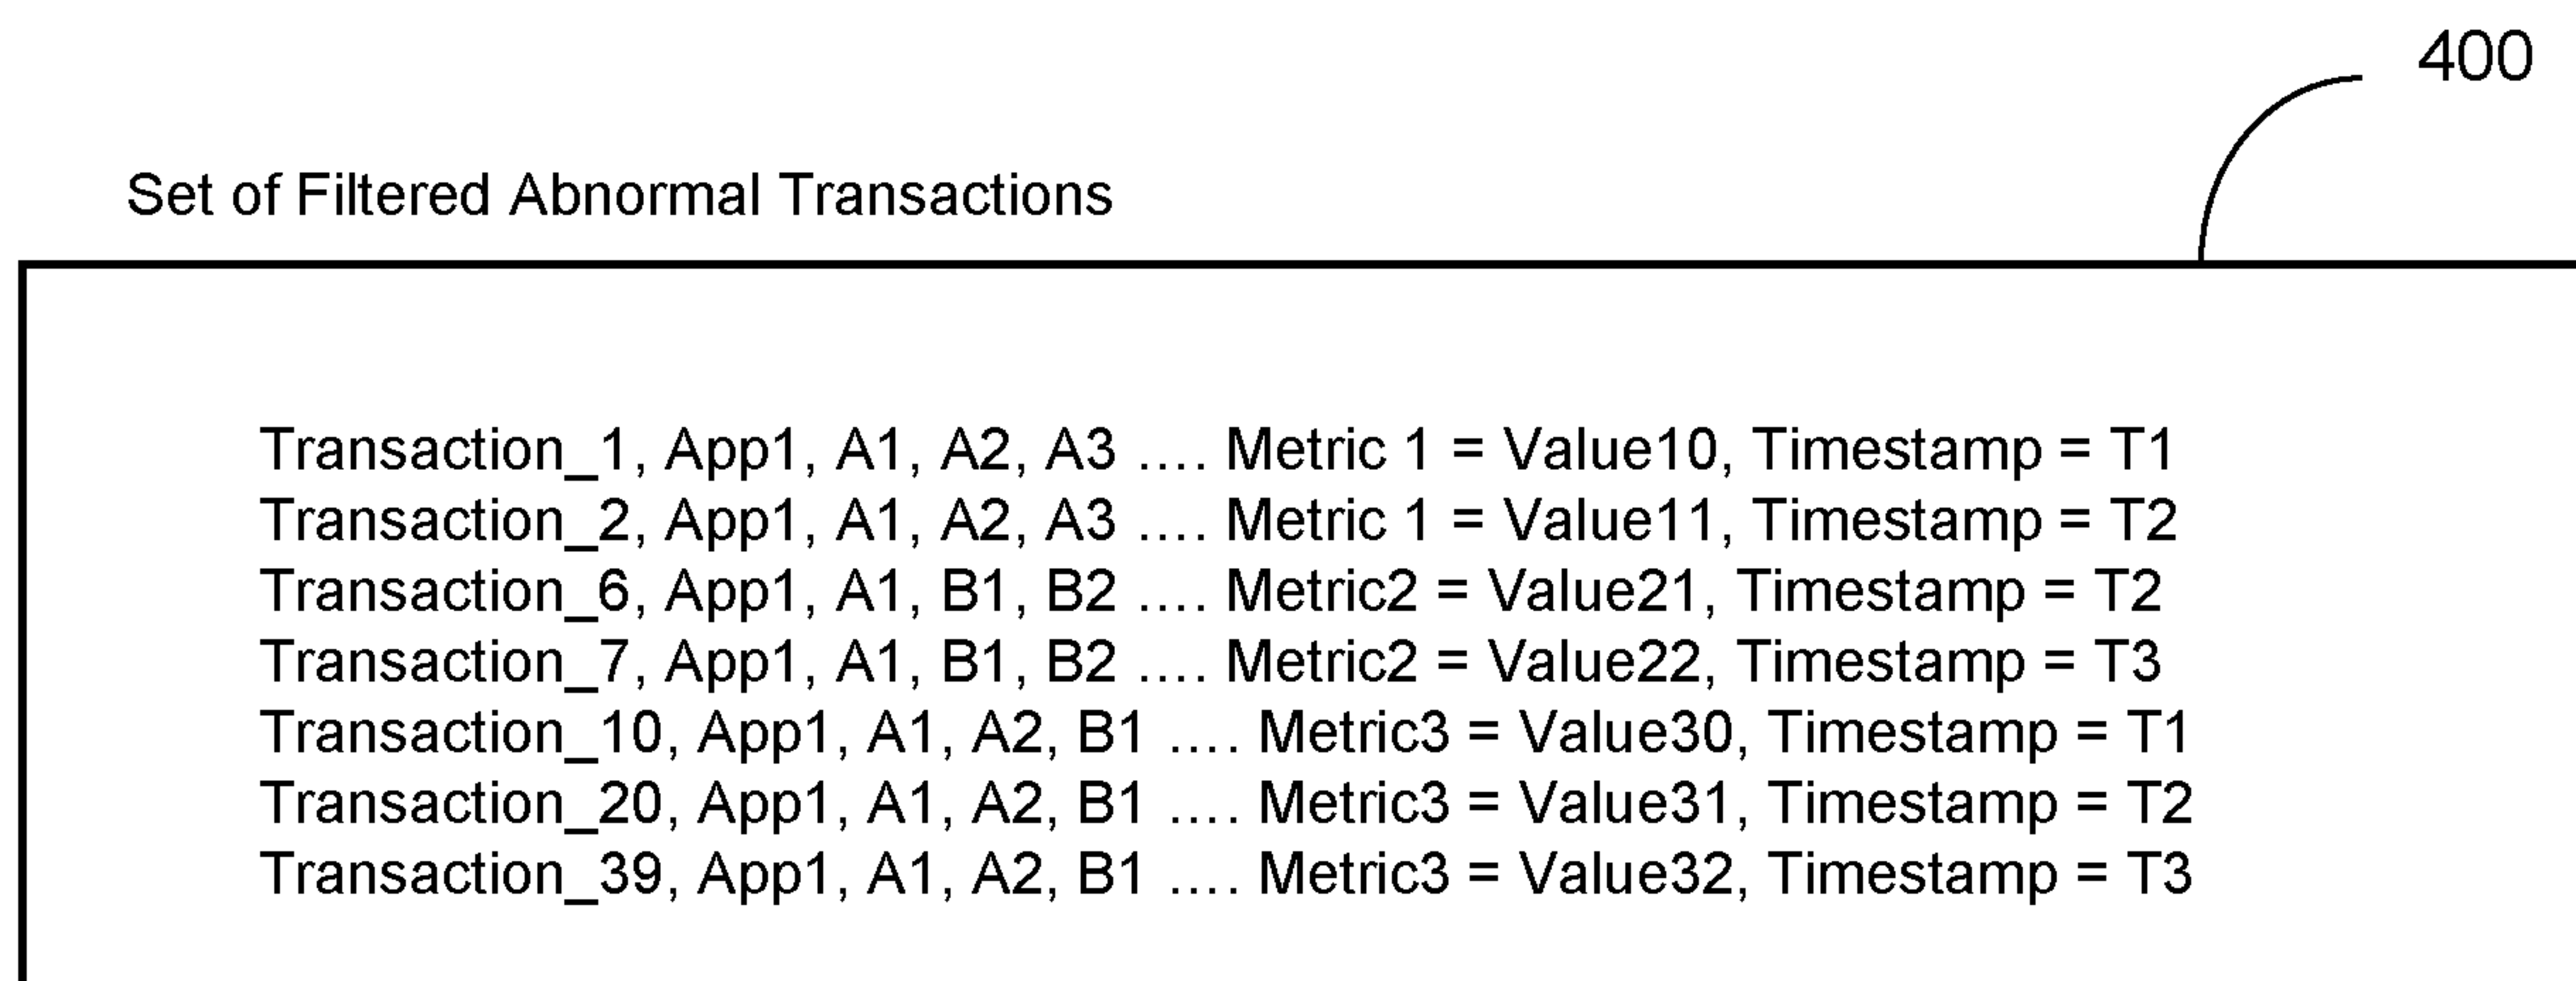 400
Set of Filtered Abnormal Transactions
Transaction_1, App1, A1, A2, A3 .... Metric 1 = Value10, Timestamp = T1
Transaction_2, App1, A1, A2, A3 .... Metric 1 = Value11, Timestamp = T2
Transaction_6, App1, A1, B1, B2 .... Metric2 = Value21, Timestamp = T2
Transaction_7, App1, A1, B1, B2 .... Metric2 = Value22, Timestamp = T3
Transaction_10, App1, A1, A2, B1 .... Metric3 = Value30, Timestamp = T1
Transaction_20, App1, A1, A2, B1 .... Metric3 = Value31, Timestamp = T2
Transaction_39, App1, A1, A2, B1 .... Metric3 = Value32, Timestamp = T3